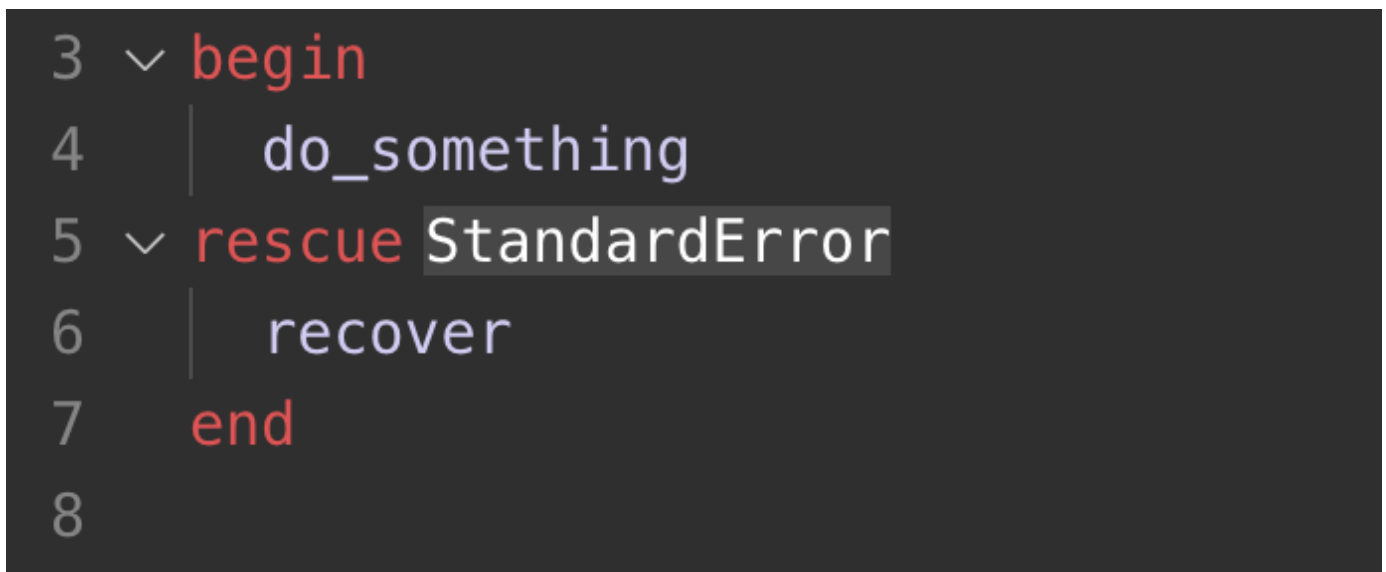 3 begin
4 do_something
5 rescue StandardError
6 recover
7 end
8